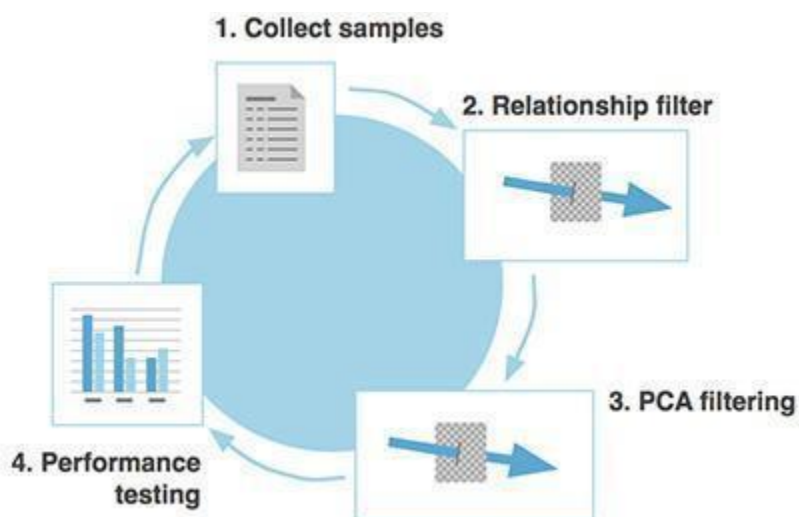 1. Collect samples
2. Relationship filter
3. PCA filtering
4. Performance
testing